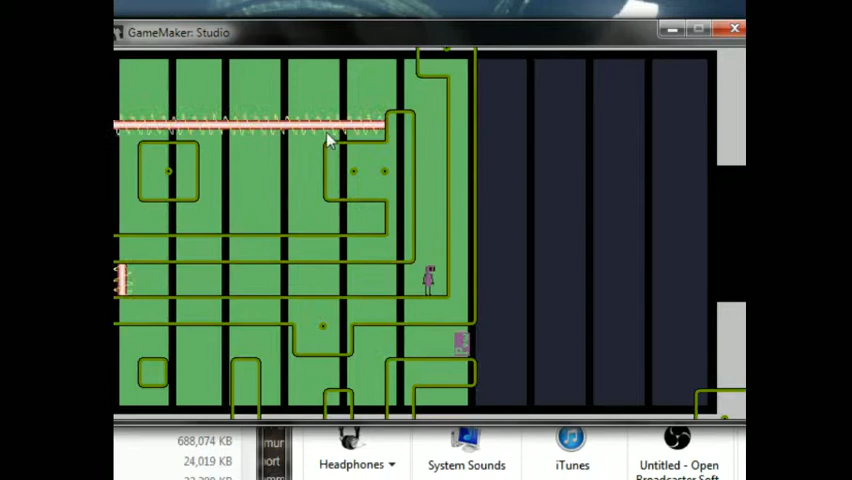 GameMaker: Studio
688,074 KB
24,019 KB
Headphones
System Sounds
iTunes
Untitled - Open